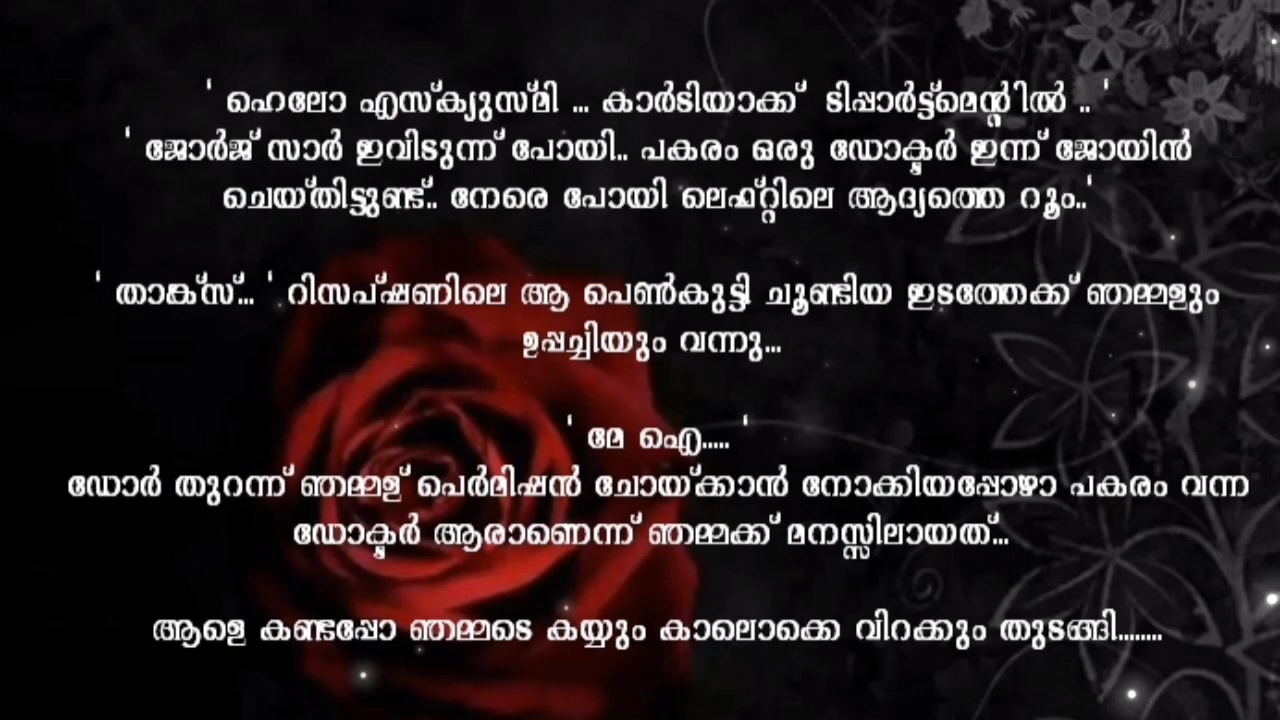 ' ഹെലോ എസ്ക്യുസ്മി ... കാർടിയാക്ക് ടിപ്പാർട്ട്മെന്റിൽ .. '
' ജോർജ് സാർ ഇവിടുന്ന് പോയി.. പകരം ഒരു ഡോക്ടർ ഇന്ന് ജോയിൻ
ചെയ്തിട്ടുണ്ട്.. നേരെ പോയി ലെഫ്റ്റിലെ ആദ്യത്തെ റൂം..'
' താങ്ക്സ്... ' റിസപ്ഷണിലെ ആ പെൺകുട്ടി ചൂണ്ടിയ ഇടത്തേക്ക് ഞമ്മളും
ഉപ്പച്ചിയും വന്നു...
' മേ ഐ..... '
ഡോർ തുറന്ന് ഞമ്മള് പെർമിഷൻ ചോയ്ക്കാൻ നോക്കിയപ്പോഴാ പകരം വന്ന
ഡോക്ടർ ആരാണെന്ന് ഞമ്മക്ക് മനസ്സിലായത്...
ആളെ കണ്ടപ്പോ ഞമ്മടെ കയ്യും കാലൊക്കെ വിറക്കും തുടങ്ങി........